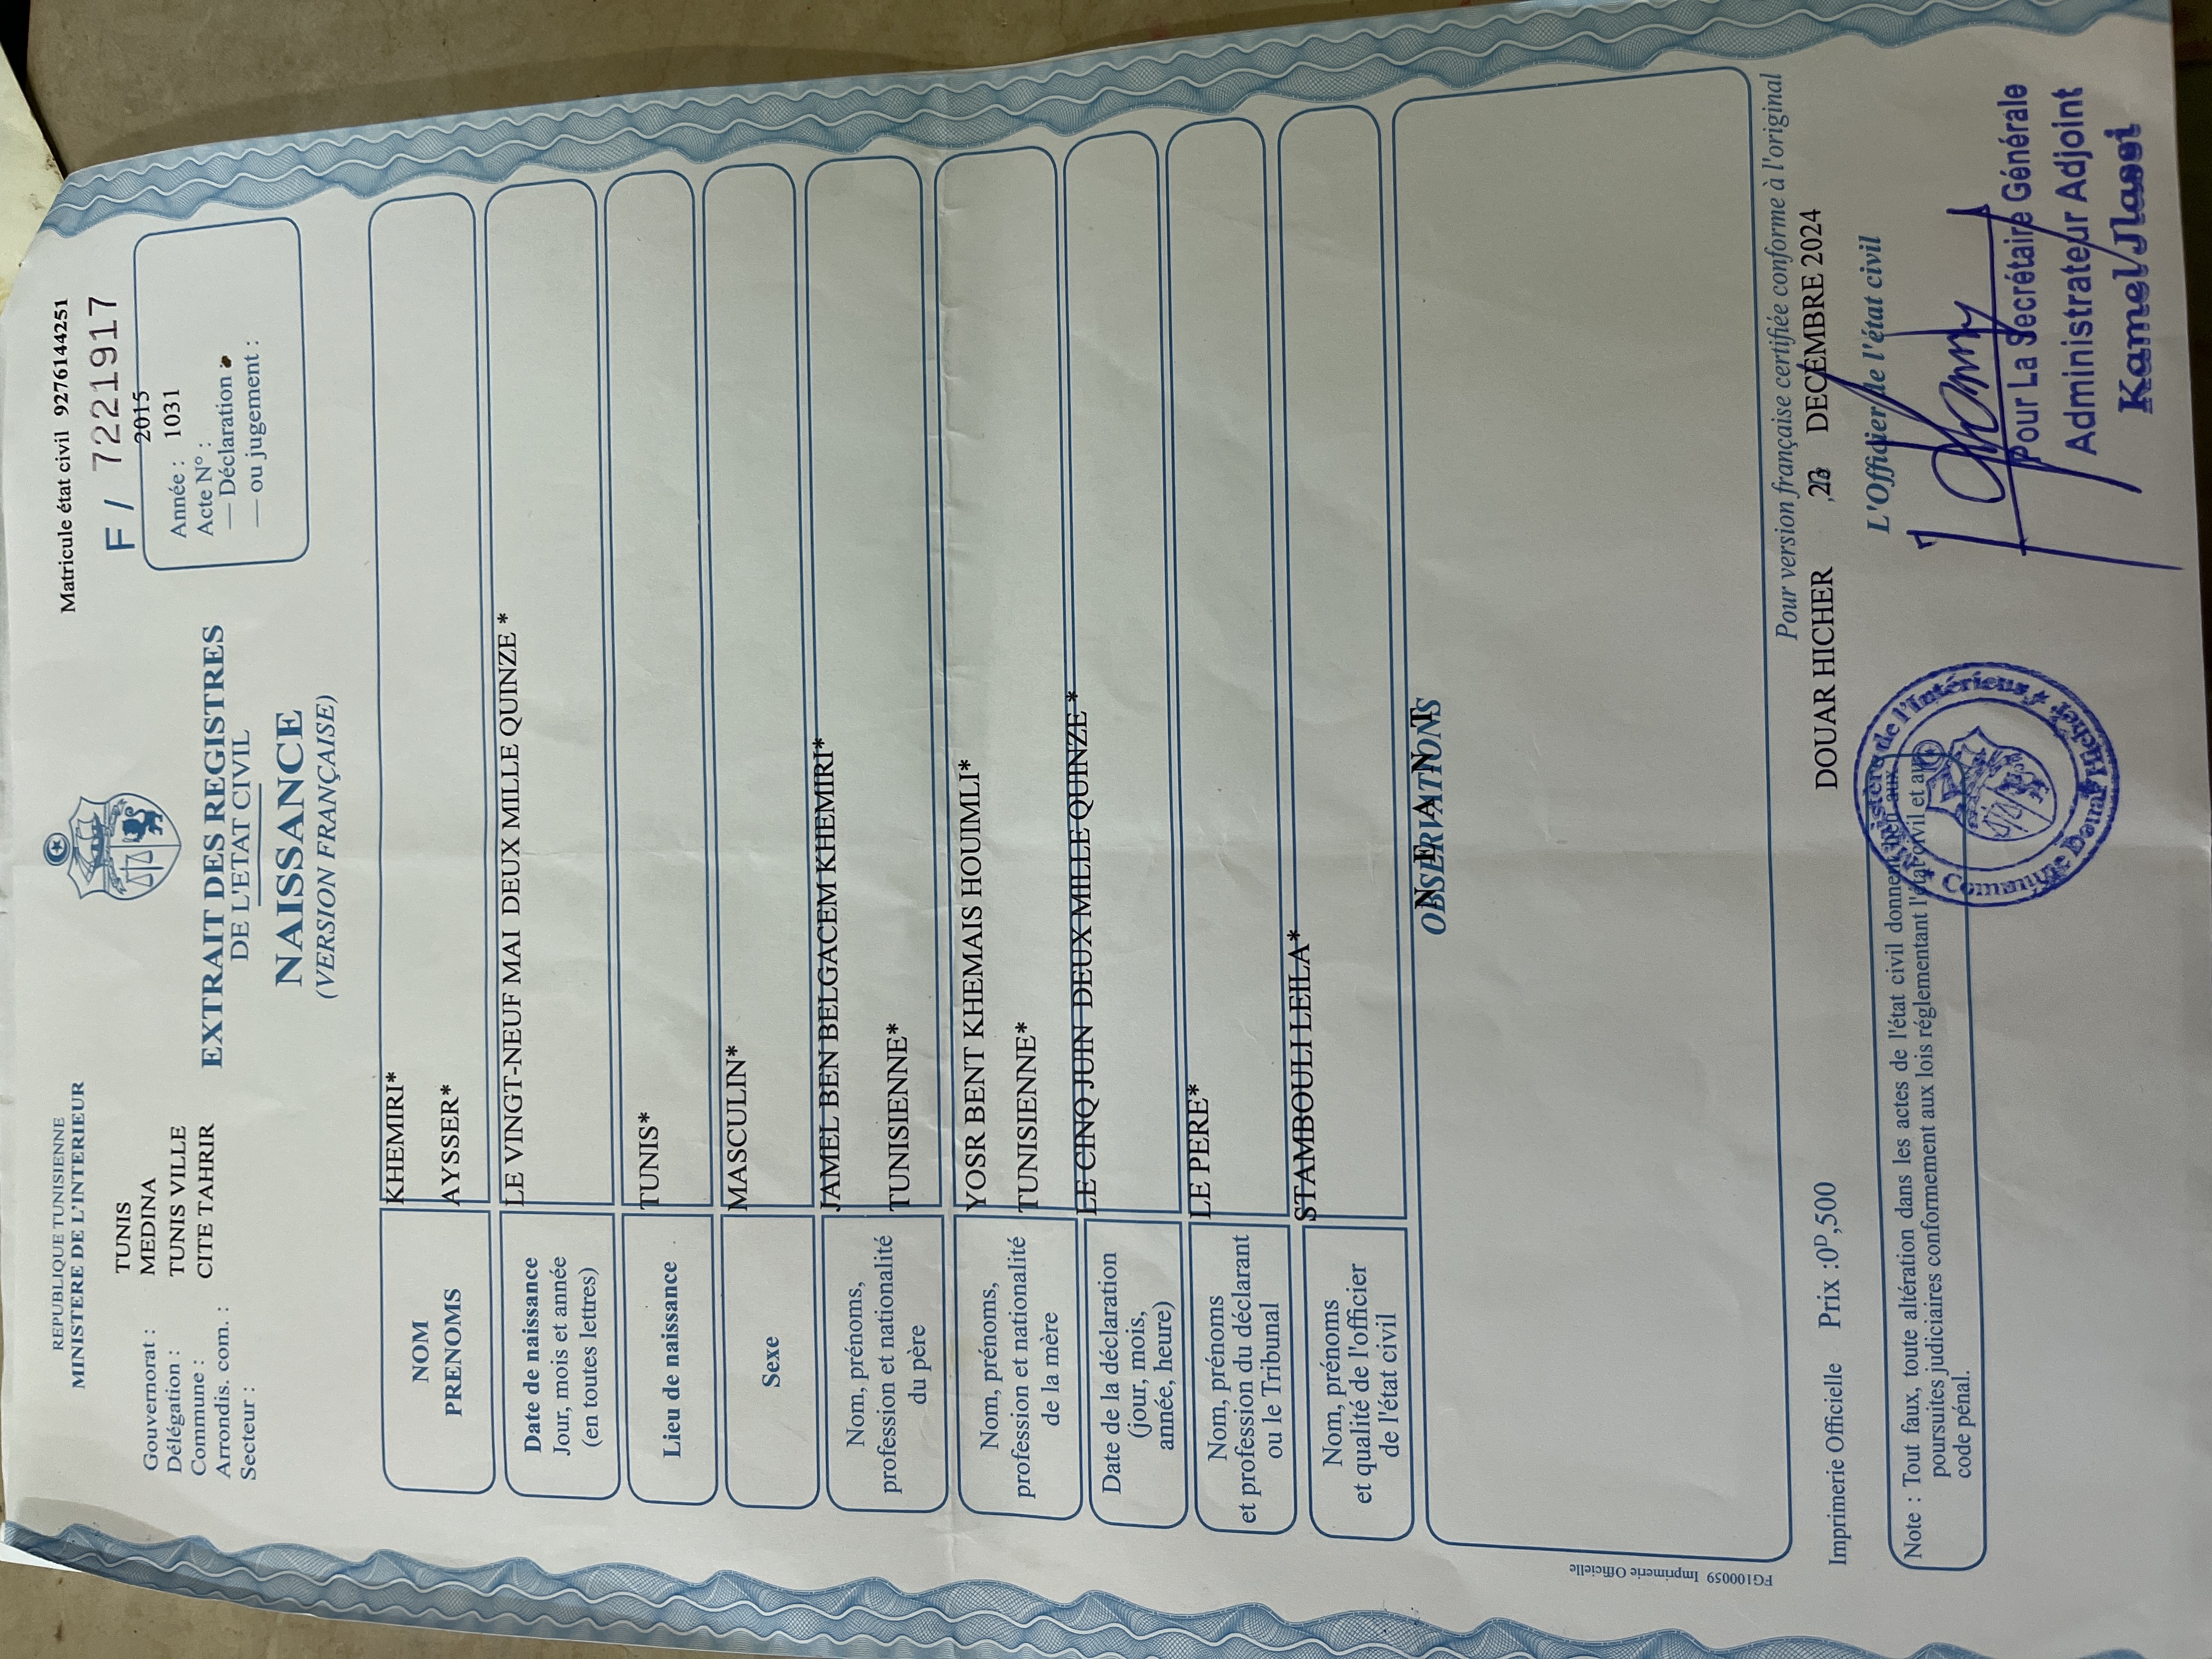 REPUBLIQUE TUNISIENNE
MINISTERE DE L'INTERIEUR
Matricule état civil 9276144251
F / 7221917
Gouvernorat : TUNIS
Délégation : MEDINA
Commune : TUNIS VILLE
Arrondis. com. : CITE TAHRIR
Secteur :
EXTRAIT DES REGISTRES
DE L'ETAT CIVIL
NAISSANCE
(VERSION FRANÇAISE)
Année : 2015
Acte N° : 1031
— Déclaration
— ou jugement :
NOM KHEMIRI*
PRENOMS AYSSER*
Date de naissance
Jour, mois et année
(en toutes lettres)
LE VINGT-NEUF MAI DEUX MILLE QUINZE *
Lieu de naissance TUNIS*
Sexe MASCULIN*
Nom, prénoms,
profession et nationalité
du père
JAMEL BEN BELGACEM KHEMIRI*
TUNISIENNE*
Nom, prénoms,
profession et nationalité
de la mère
YOSR BENT KHEMAIS HOUIMLI*
TUNISIENNE*
Date de la déclaration
(jour, mois,
année, heure)
LE CINQ JUIN DEUX MILLE QUINZE *
Nom, prénoms
et profession du déclarant
ou le Tribunal
LE PERE*
Nom, prénoms
et qualité de l'officier
de l'état civil
STAMBOULI LEILA*
OBSERVATIONS
NEANT
FG100059 Imprimerie Officielle
Pour version française certifiée conforme à l'original
Imprimerie Officielle Prix :0D,500
DOUAR HICHER , DECEMBRE 2024
L'Officier de l'état civil
Note : Tout faux, toute altération dans les actes de l'état civil donnent lieu aux
poursuites judiciaires conformement aux lois réglementant l'état civil et au
code pénal.
Ministère de l'Intérieur
Commune Douar Hicher
Pour La Secrétaire Générale
Administrateur Adjoint
Kamel Jlassi